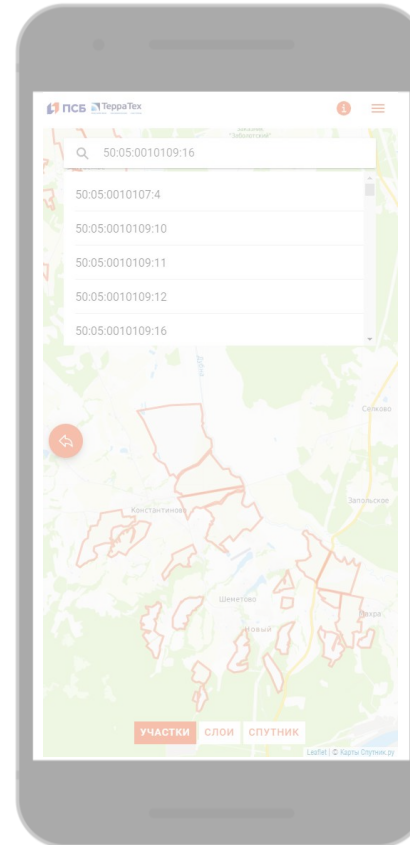 ПСБ ТерраТех
"Заболотский"
50:05:0010109:16
50:05:0010107:4
50:05:0010109:10
50:05:0010109:11
50:05:0010109:12
50:05:0010109:16
Дубна
Селково
Константиново
Запольское
Шеметово
Новый
УЧАСТКИ СЛОИ СПУТНИК
Leaflet | © Карты Спутник.ру